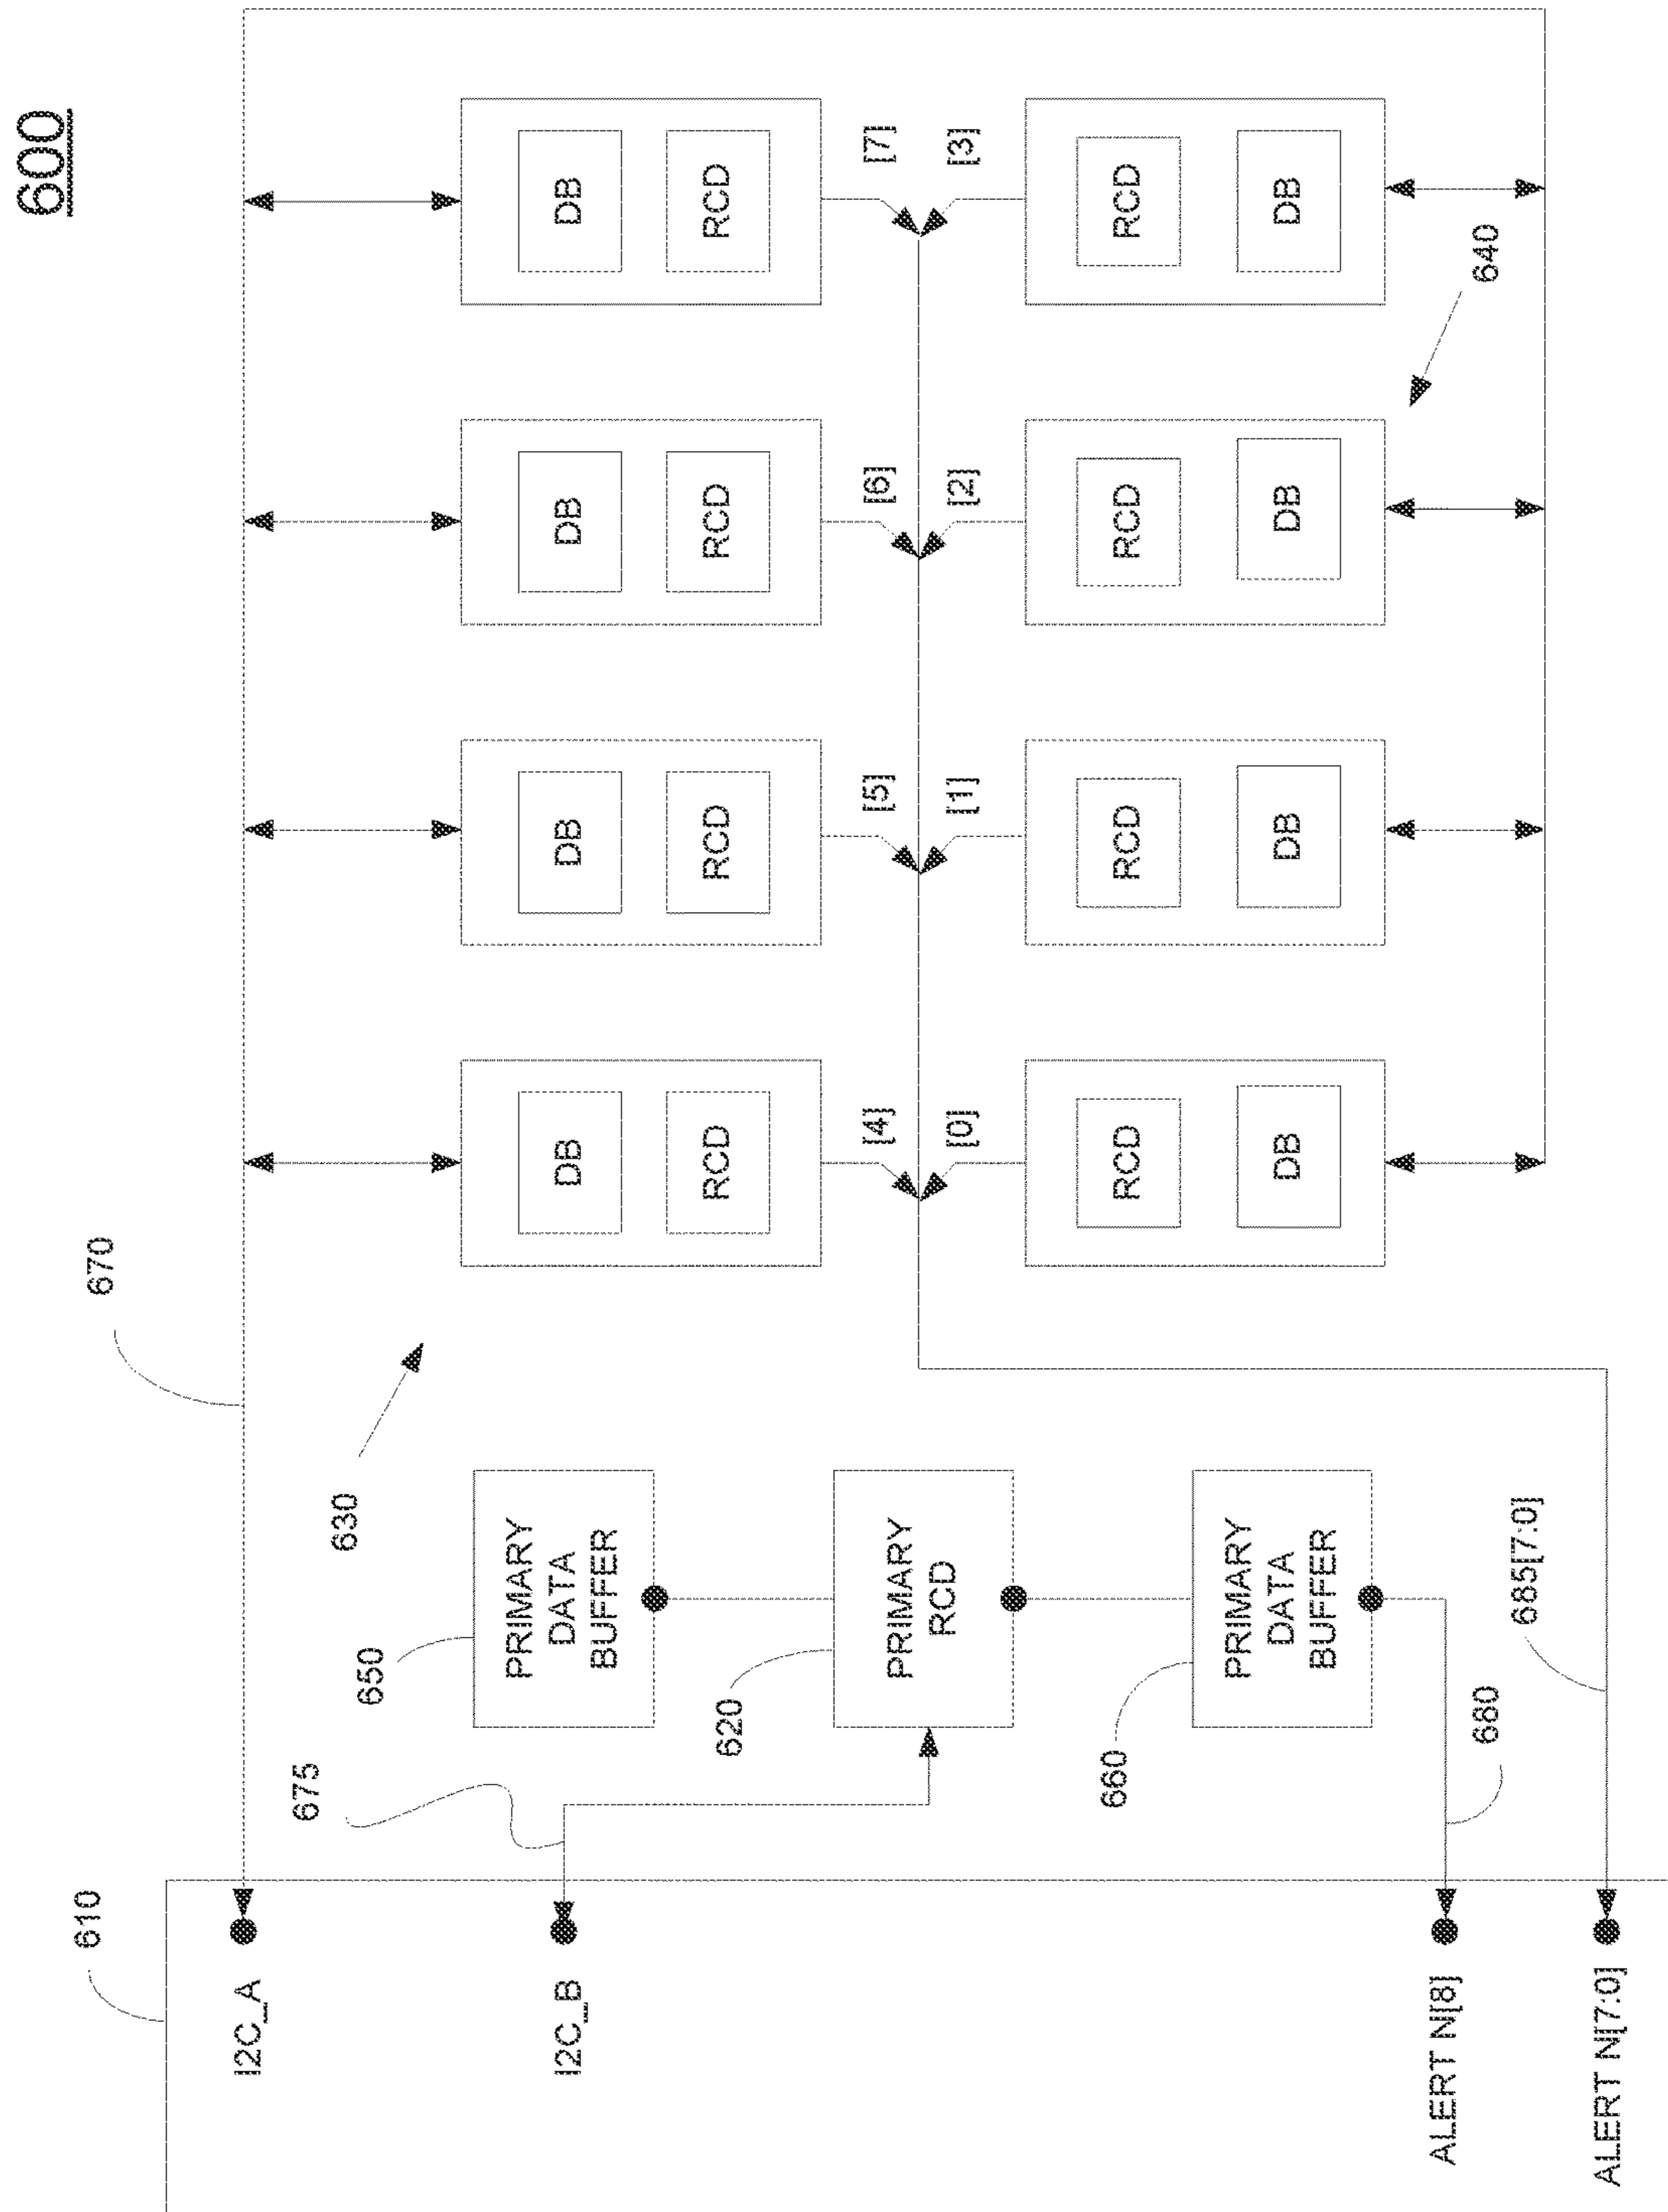 600
670
DB
RCD
DB
RCD
DB
RCD
DB
RCD
[4]
[5]
[6]
[7]
[0]
[1]
[2]
[3]
RCD
DB
RCD
DB
RCD
DB
RCD
DB
640
630
650
PRIMARY
DATA
BUFFER
620
PRIMARY
RCD
660
PRIMARY
DATA
BUFFER
675
680
685[7:0]
610
I2C_A
I2C_B
ALERT N[8]
ALERT N[7:0]